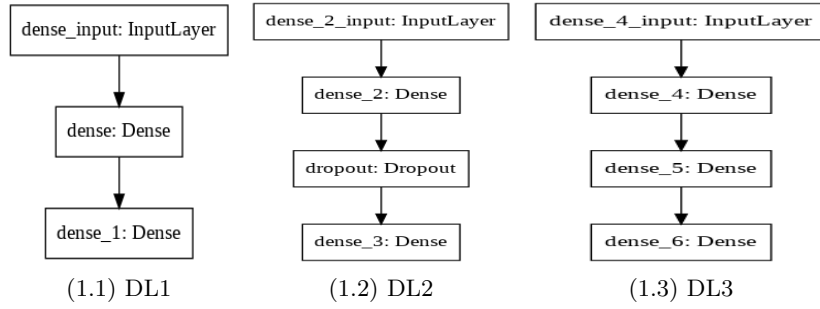 dense_input: InputLayer
dense: Dense
dense_1: Dense
(1.1) DL1
dense_2_input: InputLayer
dense_2: Dense
dropout: Dropout
dense_3: Dense
(1.2) DL2
dense_4_input: InputLayer
dense_4: Dense
dense_5: Dense
dense_6: Dense
(1.3) DL3